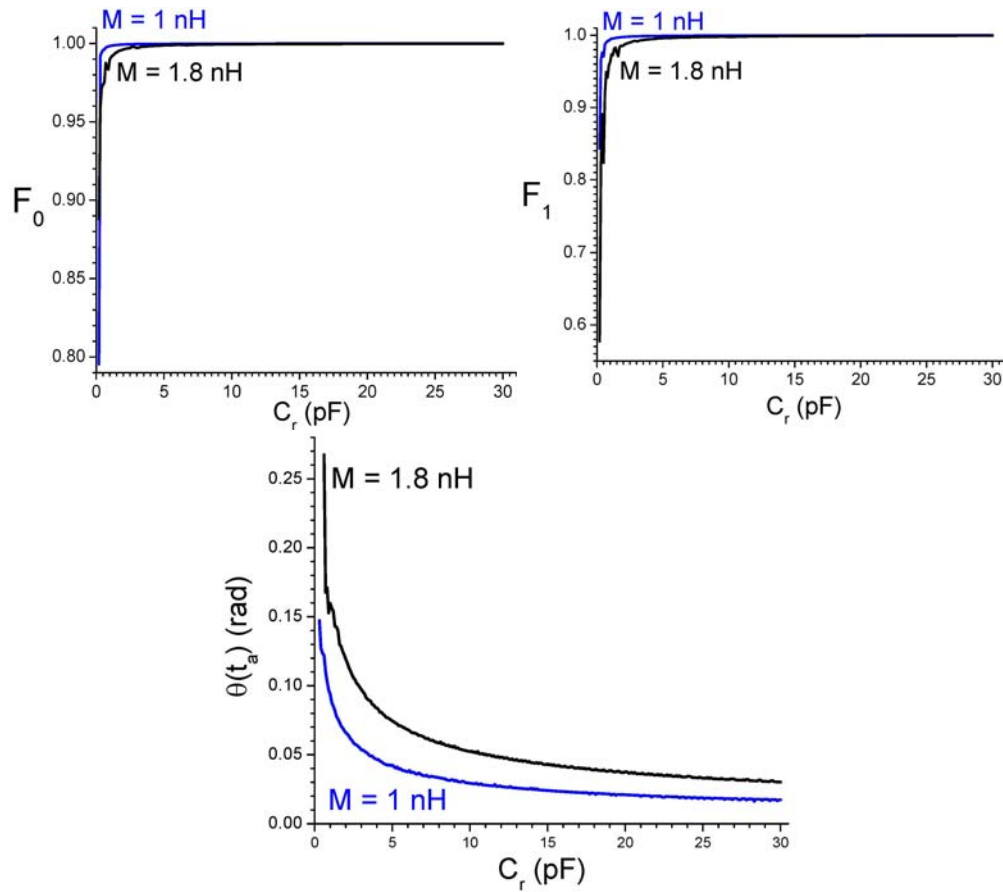 M = 1 nH
1.00
M = 1.8 nH
0.95
F₀
0.90
0.85
0.80
0 5 10 15 20 25 30
Cᵣ (pF)
M = 1 nH
1.0
M = 1.8 nH
0.9
0.8
F₁
0.7
0.6
0 5 10 15 20 25 30
Cᵣ (pF)
0.25
M = 1.8 nH
0.20
0.15
θ(tₐ) (rad)
0.10
0.05
M = 1 nH
0.00
0 5 10 15 20 25 30
Cᵣ (pF)